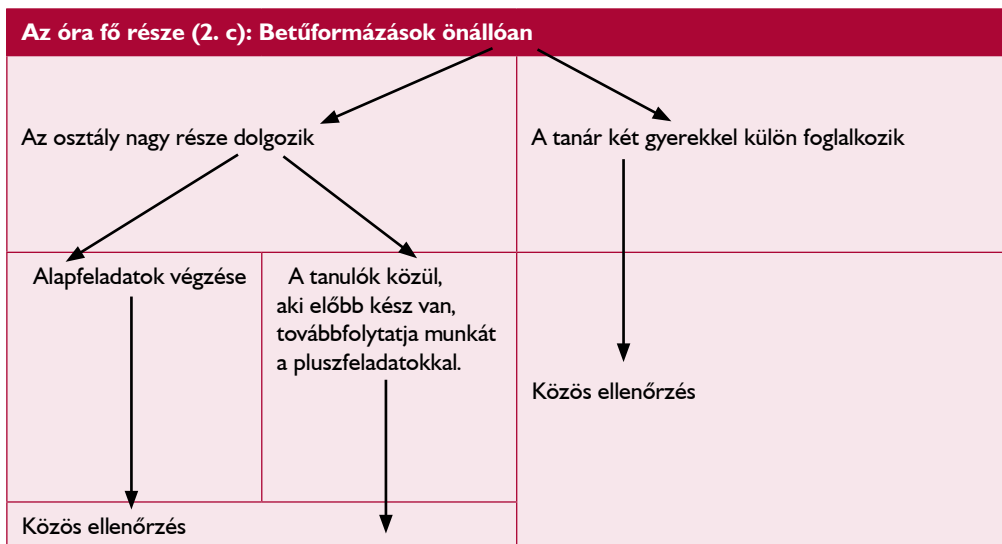 Az óra fő része (2. c): Betűformázások önállóan
Az osztály nagy része dolgozik
A tanár két gyerekkel külön foglalkozik
Alapfeladatok végzése
A tanulók közül,
aki előbb kész van,
továbbfolytatja munkát
a pluszfeladatokkal.
Közös ellenőrzés
Közös ellenőrzés